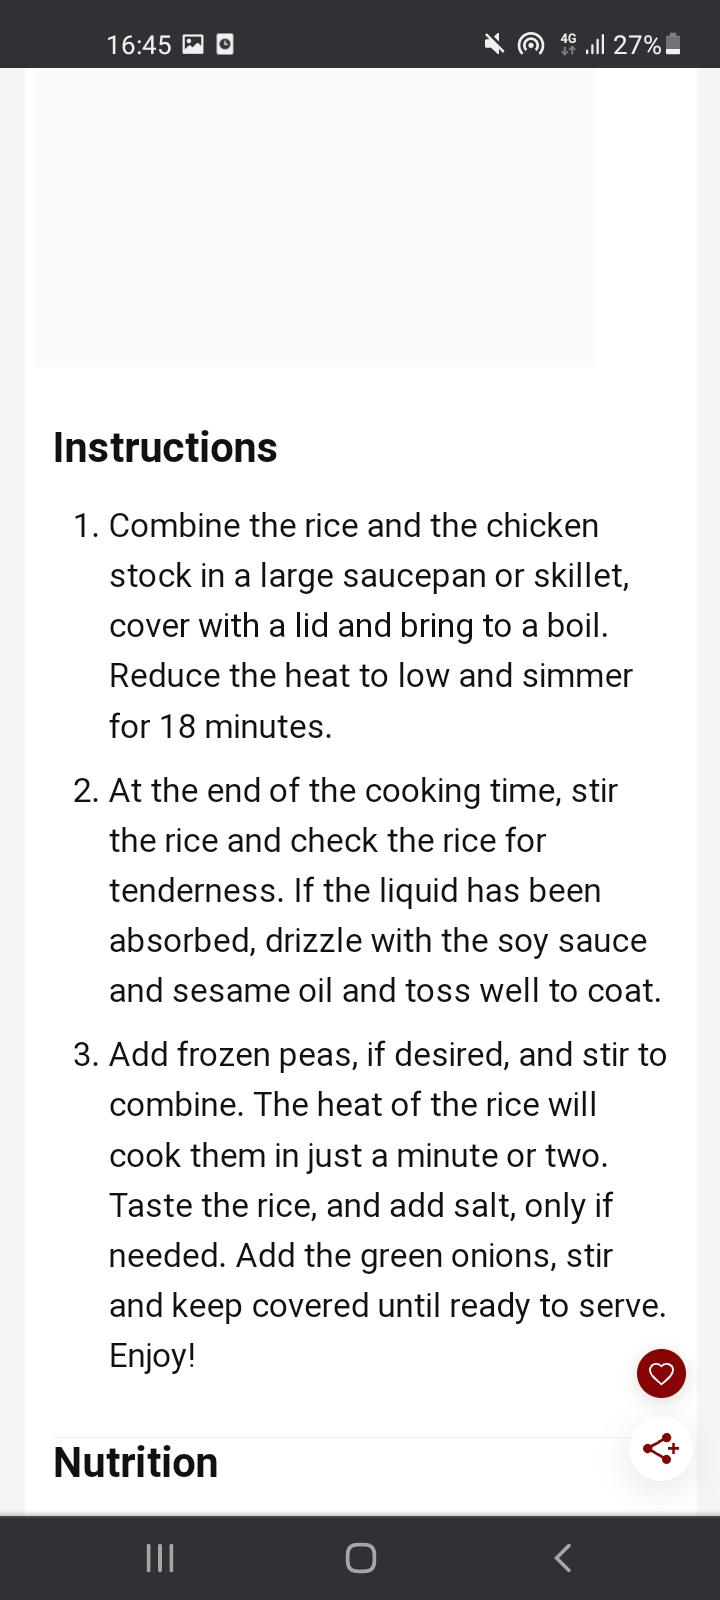 16:45 4G 27%
Instructions
1. Combine the rice and the chicken
stock in a large saucepan or skillet,
cover with a lid and bring to a boil.
Reduce the heat to low and simmer
for 18 minutes.
2. At the end of the cooking time, stir
the rice and check the rice for
tenderness. If the liquid has been
absorbed, drizzle with the soy sauce
and sesame oil and toss well to coat.
3. Add frozen peas, if desired, and stir to
combine. The heat of the rice will
cook them in just a minute or two.
Taste the rice, and add salt, only if
needed. Add the green onions, stir
and keep covered until ready to serve.
Enjoy!
Nutrition